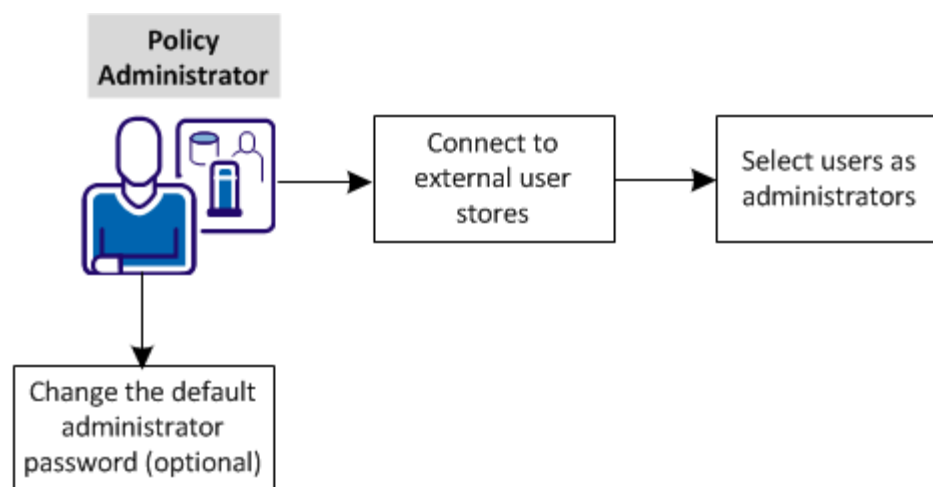 Policy
Administrator
Connect to
external user
stores
Select users as
administrators
Change the default
administrator
password (optional)